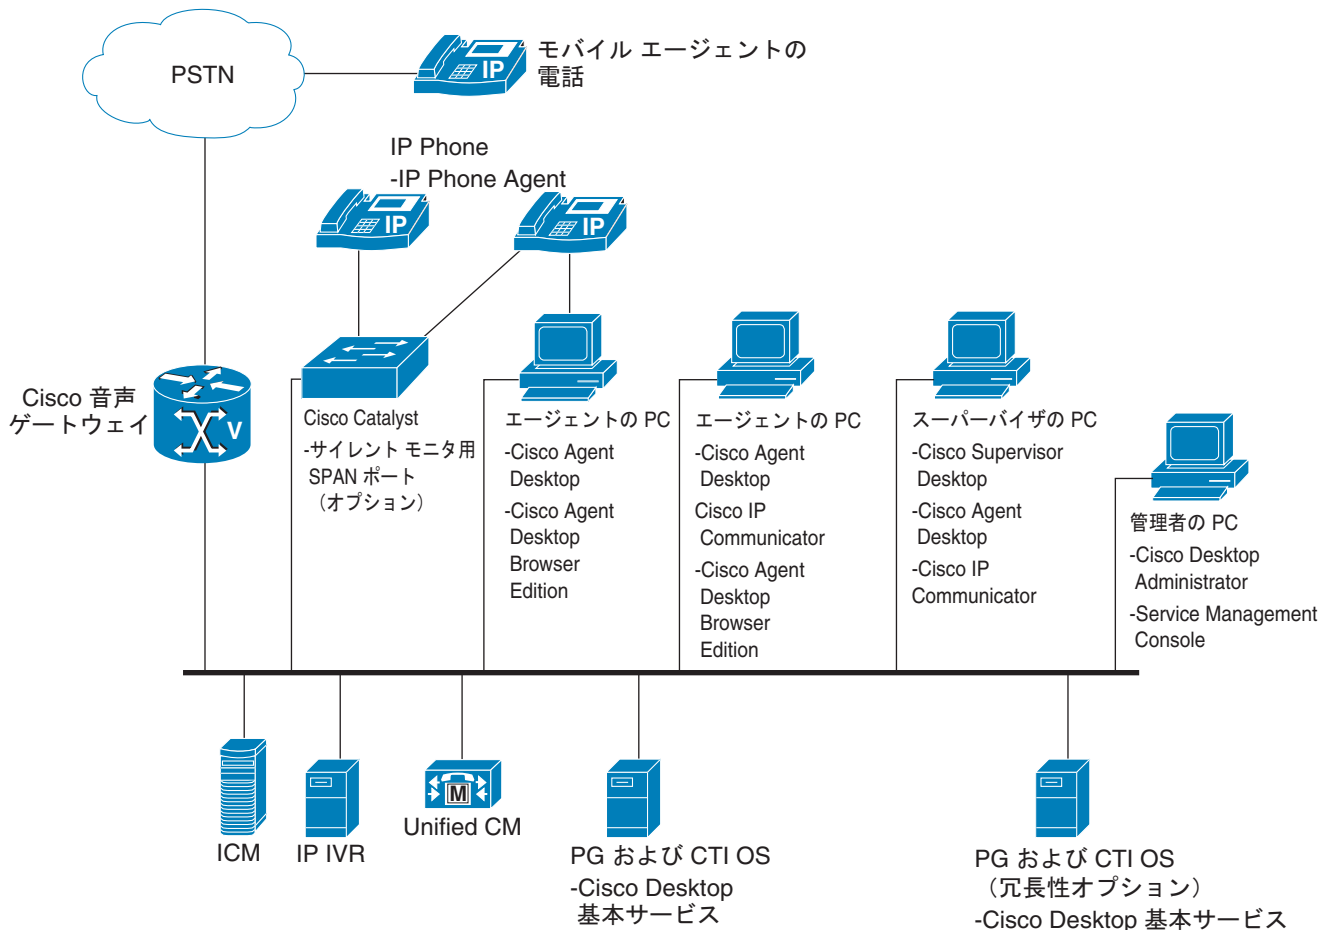 PSTN
IP
モバイル エージェントの
電話
IP Phone
-IP Phone Agent
IP
IP
Cisco 音声
ゲートウェイ
V
Cisco Catalyst
-サイレント モニタ用
SPAN ポート
（オプション）
エージェントの PC
-Cisco Agent
Desktop
-Cisco Agent
Desktop
Browser
Edition
エージェントの PC
-Cisco Agent
Desktop
Cisco IP
Communicator
-Cisco Agent
Desktop
Browser
Edition
スーパーバイザの PC
-Cisco Supervisor
Desktop
-Cisco Agent
Desktop
-Cisco IP
Communicator
管理者の PC
-Cisco Desktop
Administrator
-Service Management
Console
ICM
IP IVR
M
Unified CM
PG および CTI OS
-Cisco Desktop
基本サービス
PG および CTI OS
（冗長性オプション）
-Cisco Desktop 基本サービス